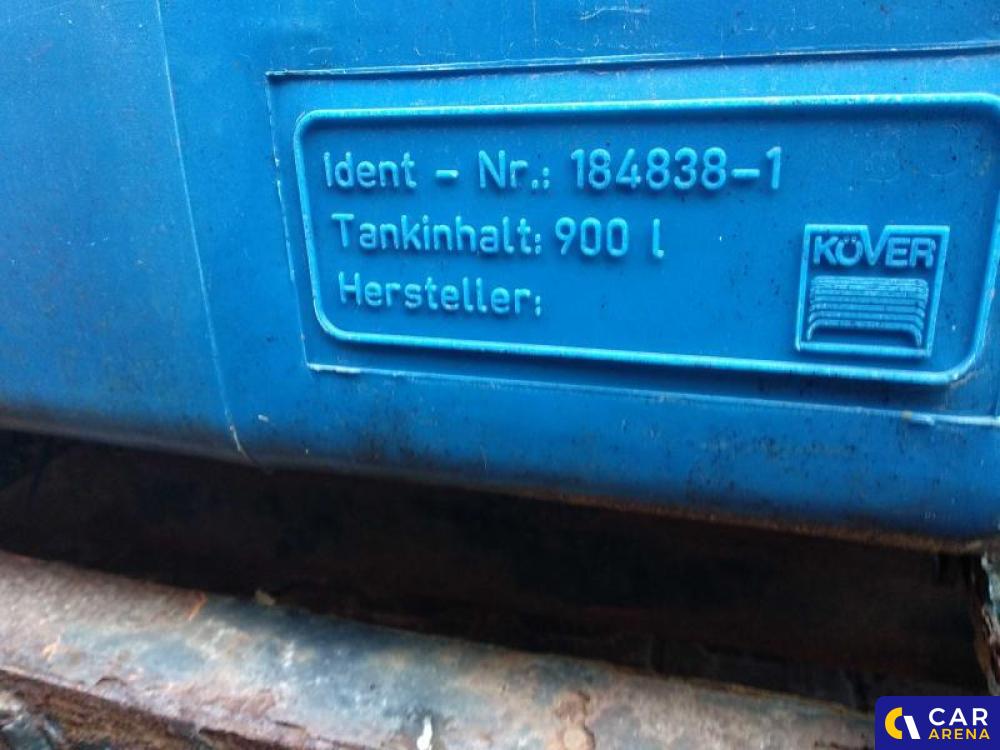 Ident - Nr.: 184838-1
Tankinhalt: 900 l
Hersteller:
KÖVER
CAR
ARENA